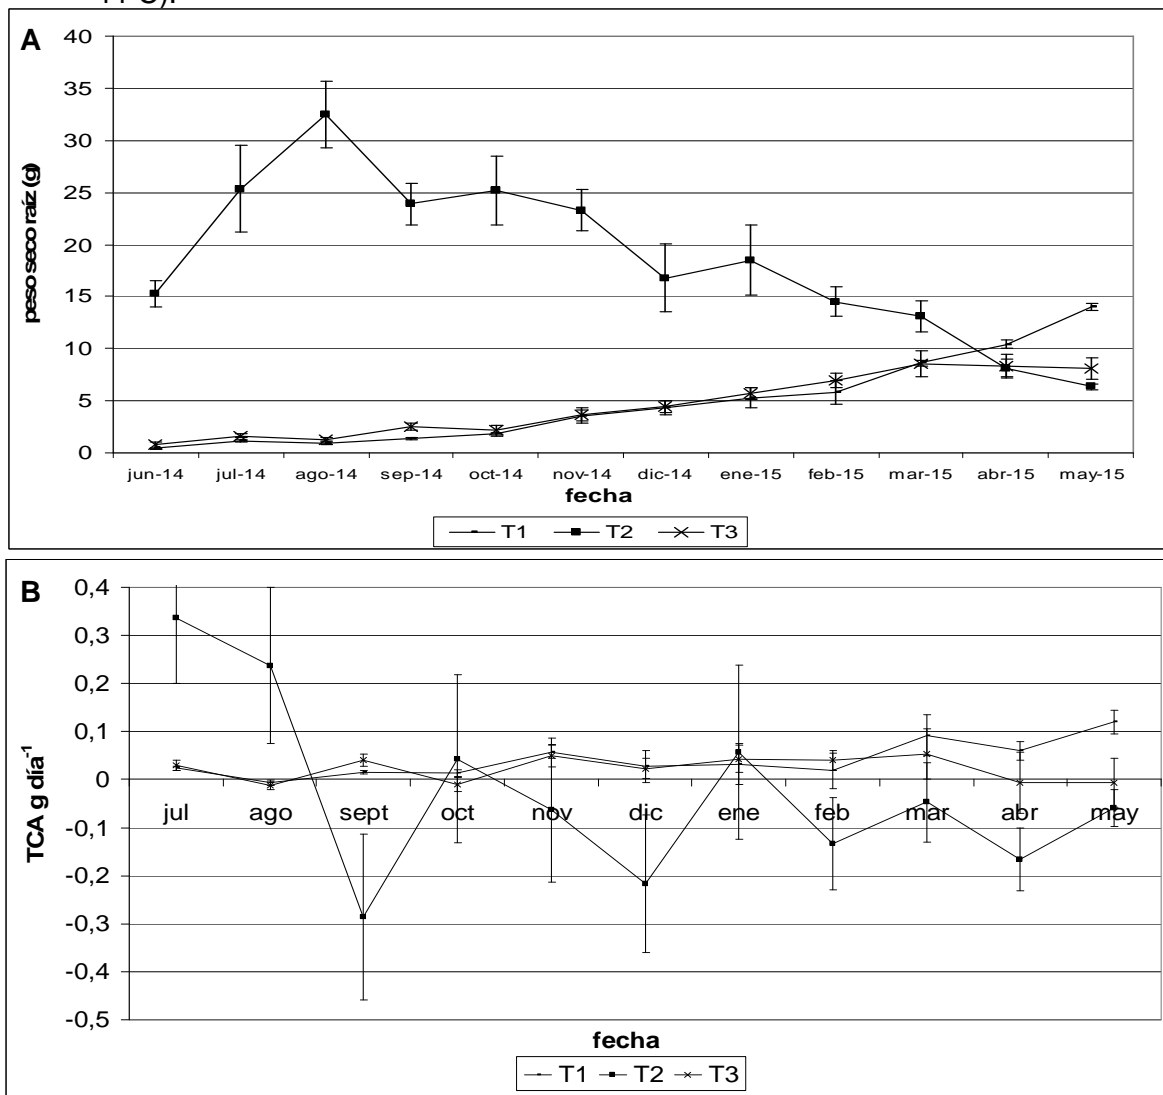 A
40
35
30
25
20
15
10
5
0
peso seco raíz (g)
jun-14 jul-14 ago-14 sep-14 oct-14 nov-14 dic-14 ene-15 feb-15 mar-15 abr-15 may-15
fecha
T1 T2 T3
B
0,4
0,3
0,2
0,1
0
-0,1
-0,2
-0,3
-0,4
-0,5
TCA g día⁻¹
jul ago sept oct nov dic ene feb mar abr may
fecha
T1 T2 T3